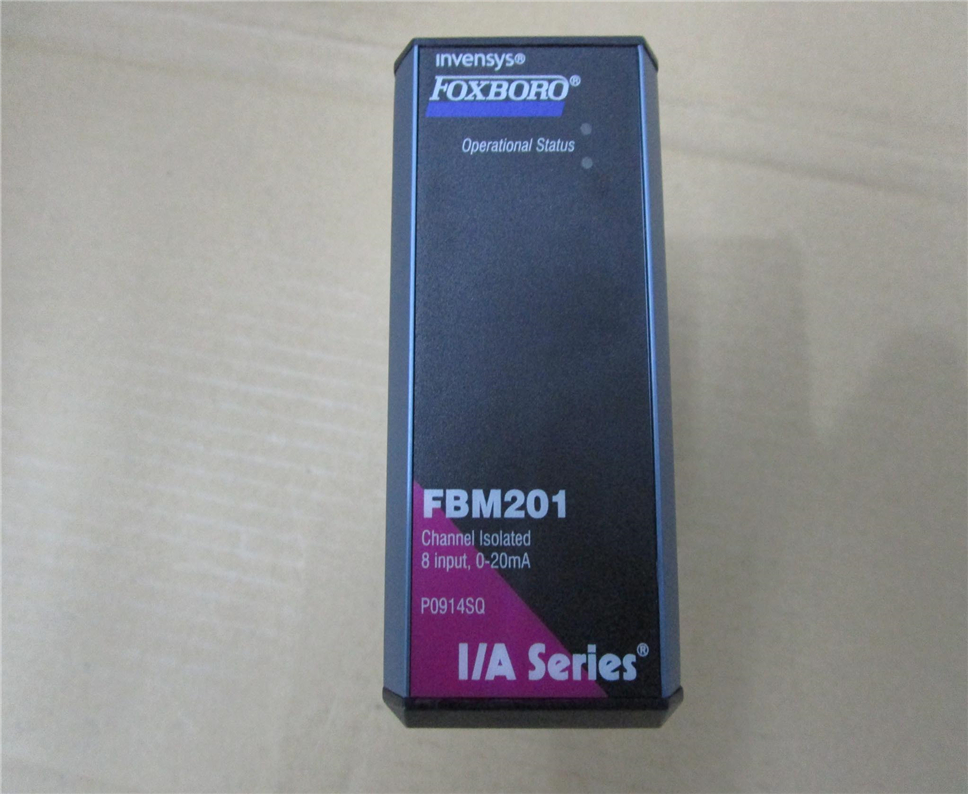 invensys®
FOXBORO®
Operational Status
FBM201
Channel Isolated
8 input, 0-20mA
P0914SQ
I/A Series®